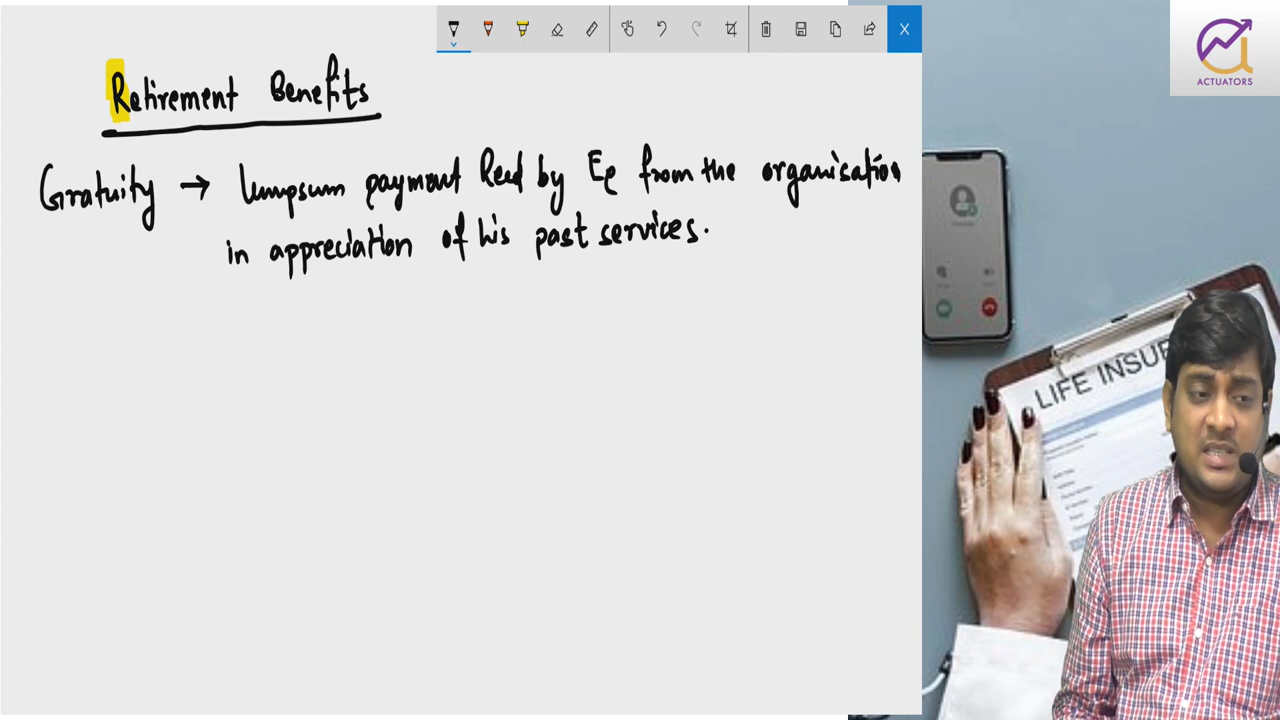 Retirement Benefits
Gratuity → lumpsum payment Recd by Ee from the organisation
in appreciation of his past services.
ACTUATORS
LIFE INSU